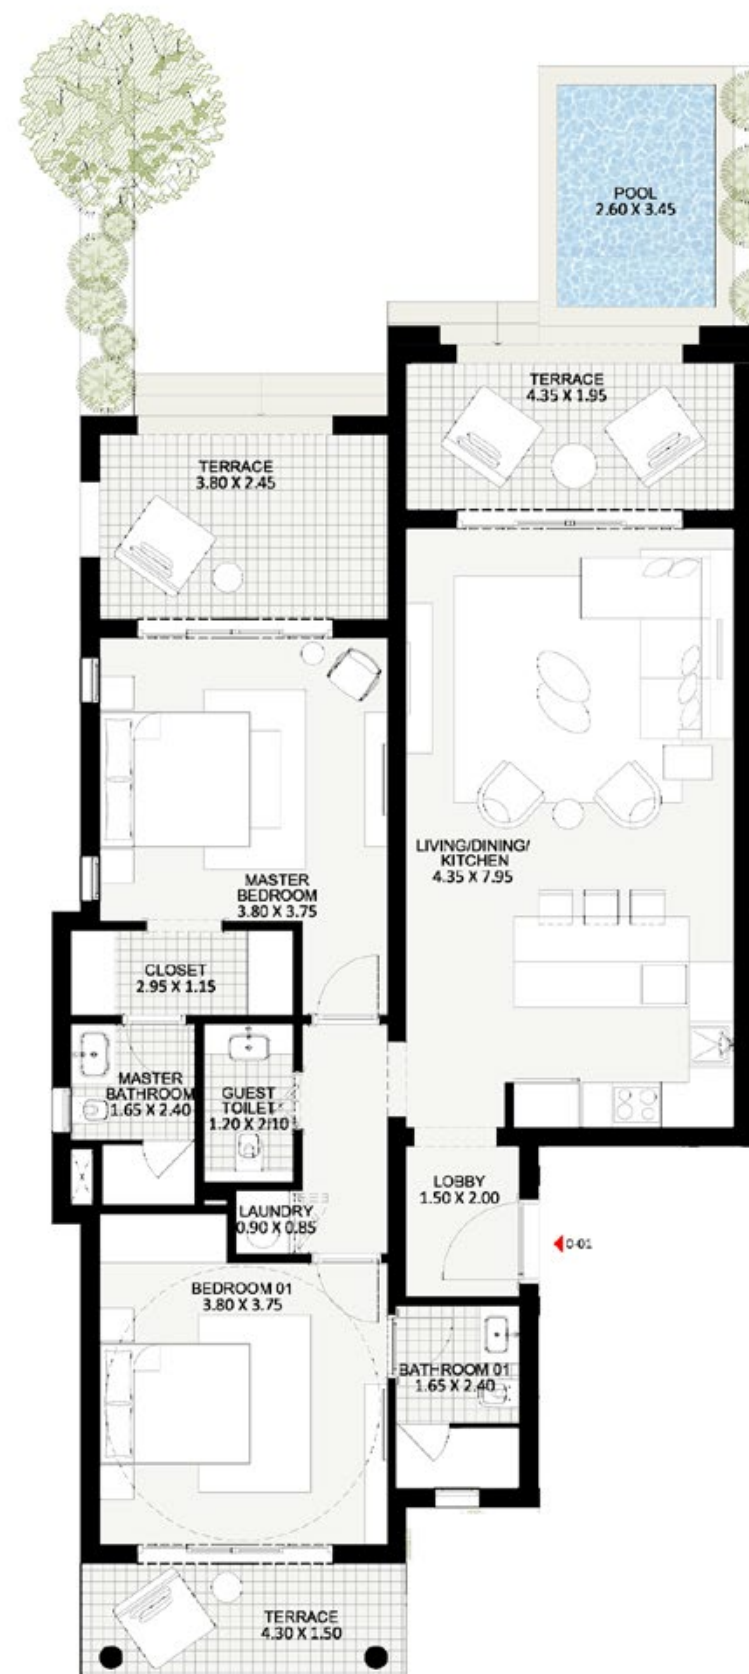 POOL
2.60 X 3.45
TERRACE
4.35 X 1.95
TERRACE
3.80 X 2.45
LIVING/DINING/
KITCHEN
4.35 X 7.95
MASTER
BEDROOM
3.80 X 3.75
CLOSET
2.95 X 1.15
MASTER
BATHROOM
1.65 X 2.40
GUEST
TOILET
1.20 X 2.10
LOBBY
1.50 X 2.00
LAUNDRY
0.90 X 0.85
0-01
BEDROOM 01
3.80 X 3.75
BATHROOM 01
1.65 X 2.40
TERRACE
4.30 X 1.50